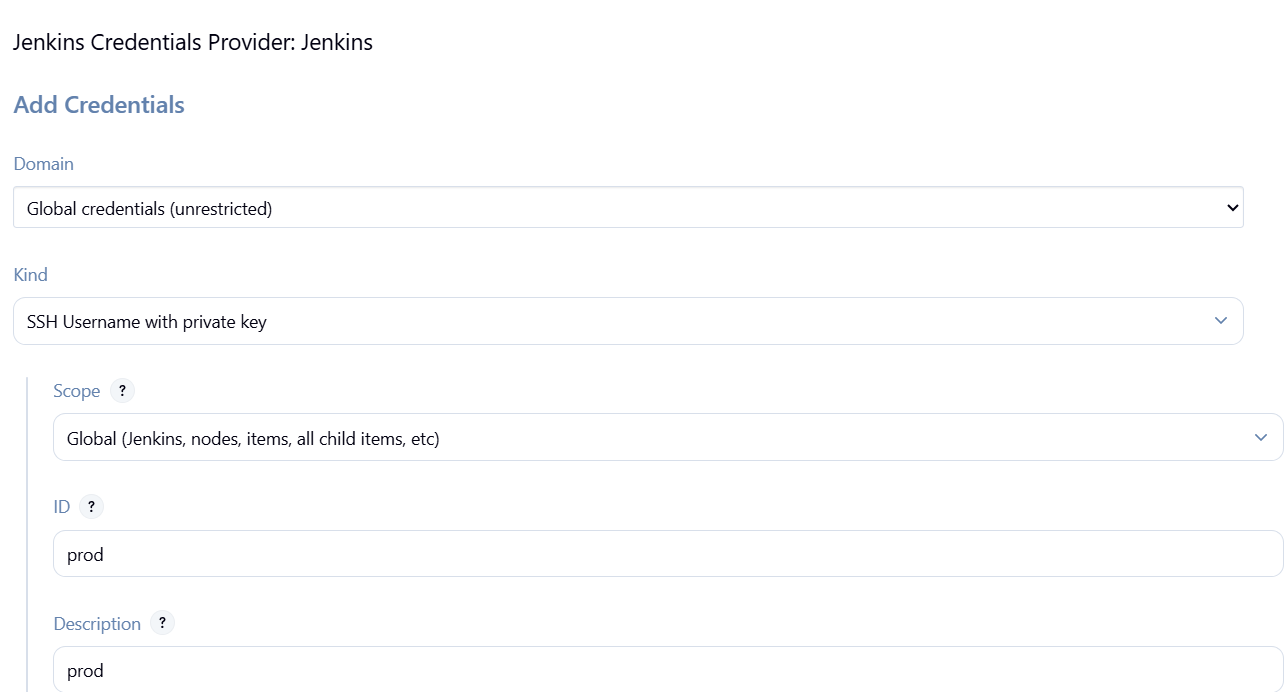 Jenkins Credentials Provider: Jenkins
Add Credentials
Domain
Global credentials (unrestricted)
Kind
SSH Username with private key
Scope ?
Global (Jenkins, nodes, items, all child items, etc)
ID ?
prod
Description ?
prod